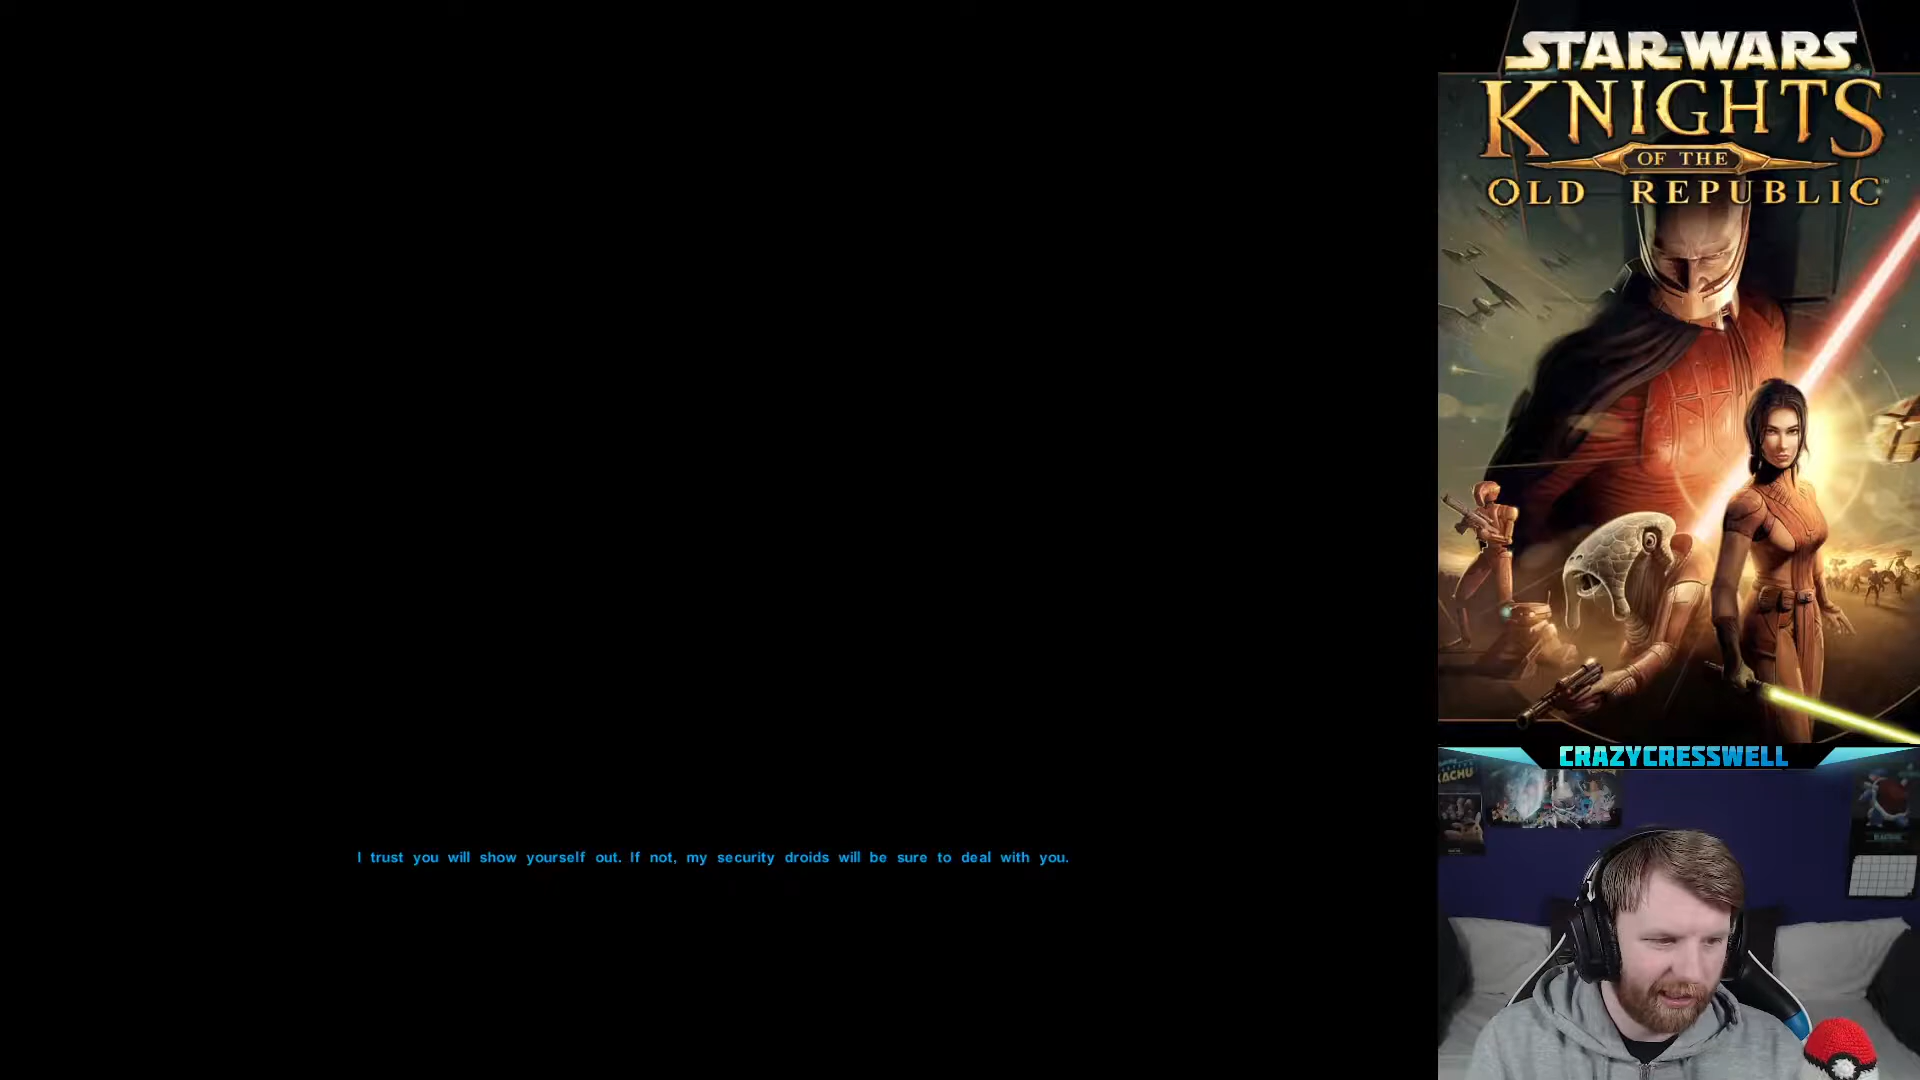 STAR WARS
KNIGHTS
OF THE
OLD REPUBLIC
CRAZYCRESSWELL
I trust you will show yourself out. If not, my security droids will be sure to deal with you.